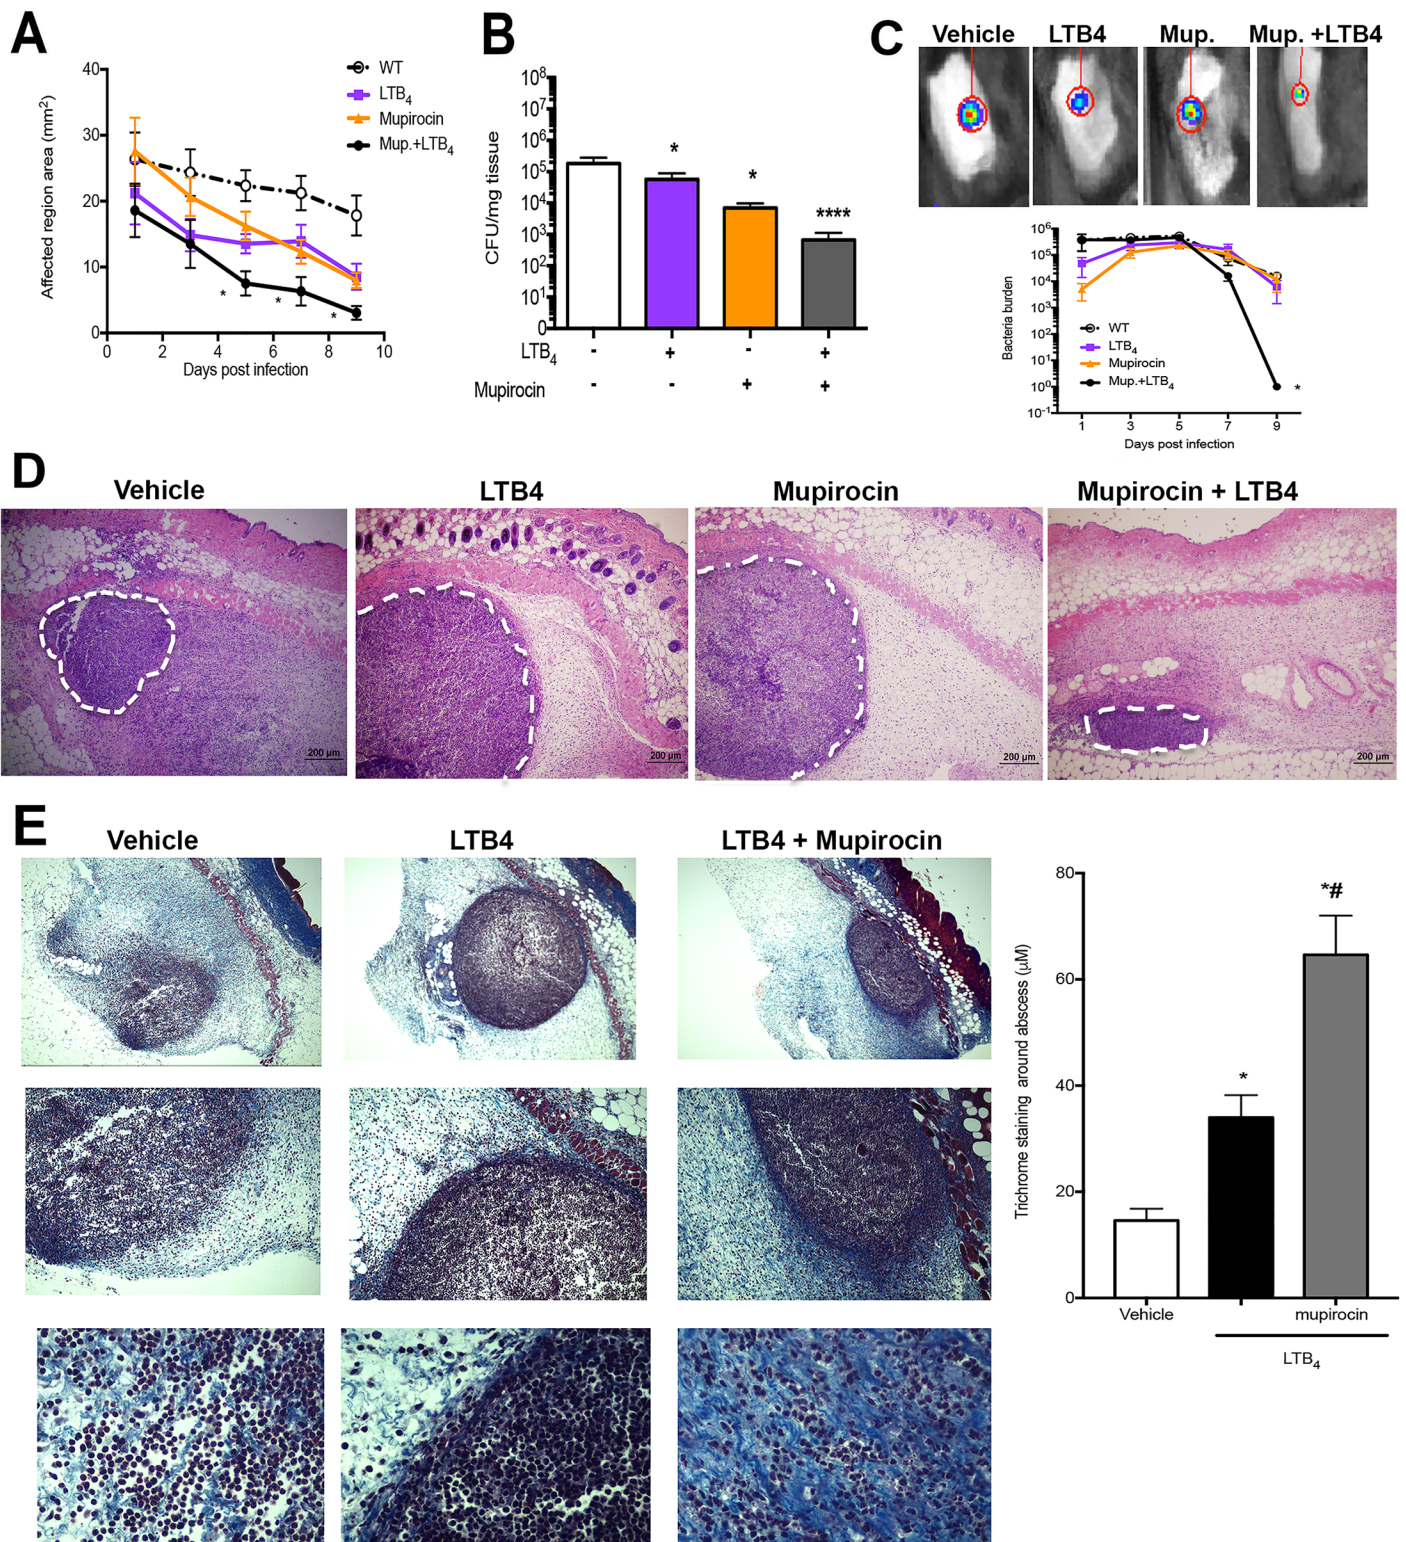 A
Affected region area (mm²)
40
30
20
10
0
0 2 4 6 8 10
Days post infection
WT
LTB₄
Mupirocin
Mup.+LTB₄
*
*
*
B
CFU/mg tissue
10⁸
10⁷
10⁶
10⁵
10⁴
10³
10²
10¹
0
*
*
****
LTB₄ - + - +
Mupirocin - - + +
C
Vehicle LTB4 Mup. Mup. +LTB4
Bacteria burden
10⁶
10⁵
10⁴
10³
10²
10¹
10⁰
10⁻¹
WT
LTB₄
Mupirocin
Mup.+LTB₄
*
1 3 5 7 9
Days post infection
D
Vehicle LTB4 Mupirocin Mupirocin + LTB4
200 µm 200 µm 200 µm 200 µm
E
Vehicle LTB4 LTB4 + Mupirocin
Trichrome staining around abscess (µM)
80
60
40
20
0
*
*#
Vehicle mupirocin
LTB₄